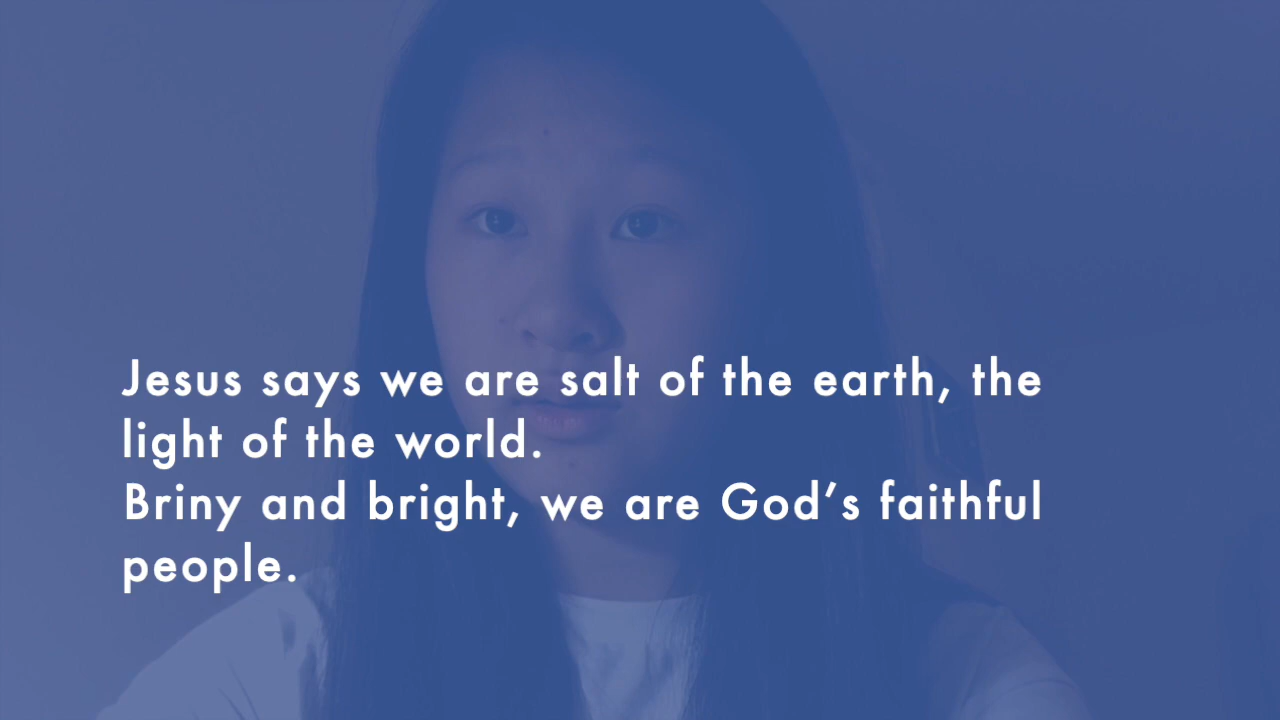 Jesus says we are salt of the earth, the
light of the world.
Briny and bright, we are God’s faithful
people.